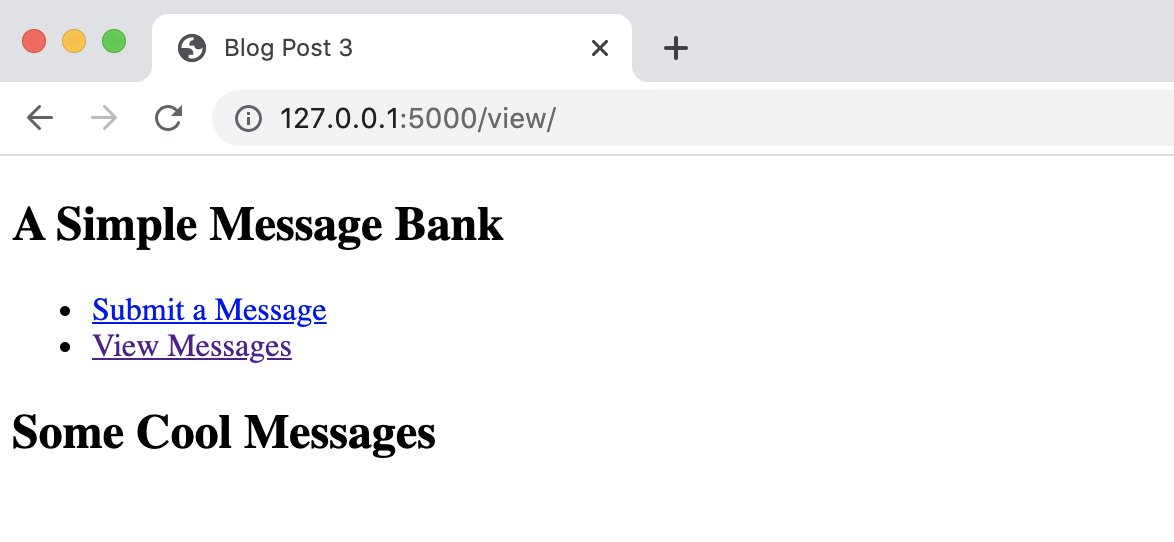 Blog Post 3
127.0.0.1:5000/view/
A Simple Message Bank
Submit a Message
View Messages
Some Cool Messages